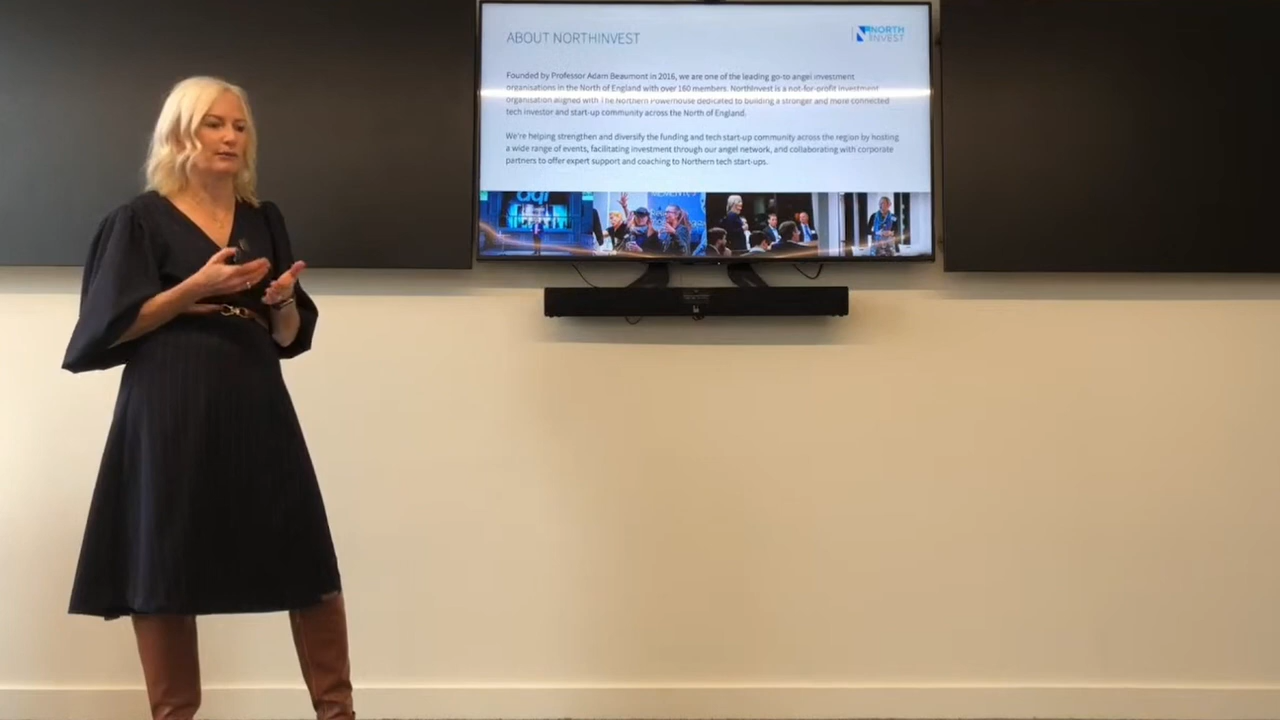 ABOUT NORTHINVEST
NORTH
INVEST
Founded by Professor Adam Beaumont in 2016, we are one of the leading go-to angel investment
organisations in the North of England with over 160 members. NorthInvest is a not-for-profit investment
organisation aligned with The Northern Powerhouse dedicated to building a stronger and more connected
tech investor and start-up community across the North of England.
We're helping strengthen and diversify the funding and tech start-up community across the region by hosting
a wide range of events, facilitating investment through our angel network, and collaborating with corporate
partners to offer expert support and coaching to Northern tech start-ups.